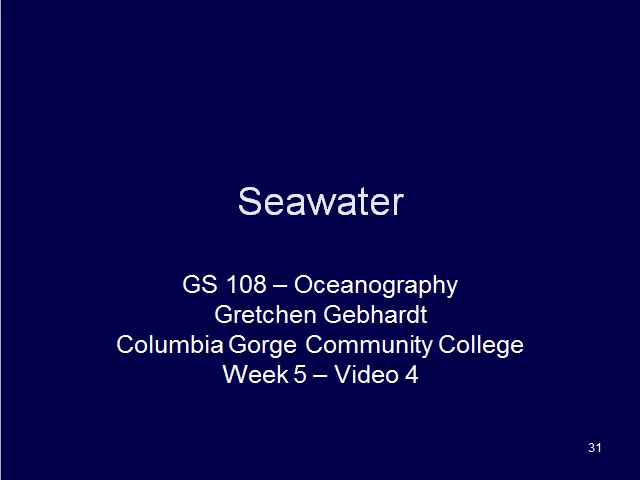 Seawater
GS 108 – Oceanography
Gretchen Gebhardt
Columbia Gorge Community College
Week 5 – Video 4
31